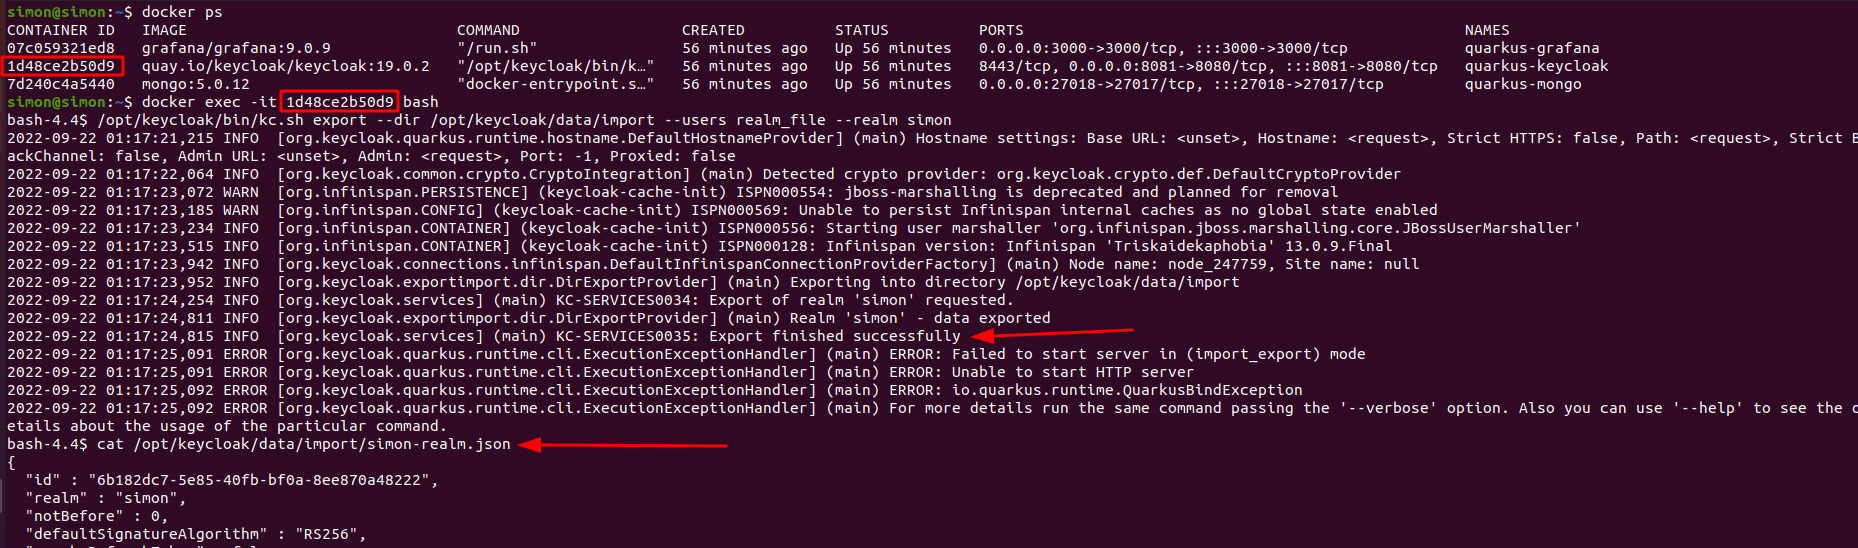 simon@simon:~$ docker ps
CONTAINER ID   IMAGE                              COMMAND                  CREATED          STATUS          PORTS                                                 NAMES
07c059321ed8   grafana/grafana:9.0.9              "/run.sh"                56 minutes ago   Up 56 minutes   0.0.0.0:3000->3000/tcp, :::3000->3000/tcp             quarkus-grafana
1d48ce2b50d9   quay.io/keycloak/keycloak:19.0.2   "/opt/keycloak/bin/k…"   56 minutes ago   Up 56 minutes   8443/tcp, 0.0.0.0:8081->8080/tcp, :::8081->8080/tcp   quarkus-keycloak
7d240c4a5440   mongo:5.0.12                       "docker-entrypoint.s…"   56 minutes ago   Up 56 minutes   0.0.0.0:27018->27017/tcp, :::27018->27017/tcp         quarkus-mongo
simon@simon:~$ docker exec -it 1d48ce2b50d9 bash
bash-4.4$ /opt/keycloak/bin/kc.sh export --dir /opt/keycloak/data/import --users realm_file --realm simon
2022-09-22 01:17:21,215 INFO  [org.keycloak.quarkus.runtime.hostname.DefaultHostnameProvider] (main) Hostname settings: Base URL: <unset>, Hostname: <request>, Strict HTTPS: false, Path: <request>, Strict B
ackChannel: false, Admin URL: <unset>, Admin: <request>, Port: -1, Proxied: false
2022-09-22 01:17:22,064 INFO  [org.keycloak.common.crypto.CryptoIntegration] (main) Detected crypto provider: org.keycloak.crypto.def.DefaultCryptoProvider
2022-09-22 01:17:23,072 WARN  [org.infinispan.PERSISTENCE] (keycloak-cache-init) ISPN000554: jboss-marshalling is deprecated and planned for removal
2022-09-22 01:17:23,185 WARN  [org.infinispan.CONFIG] (keycloak-cache-init) ISPN000569: Unable to persist Infinispan internal caches as no global state enabled
2022-09-22 01:17:23,234 INFO  [org.infinispan.CONTAINER] (keycloak-cache-init) ISPN000556: Starting user marshaller 'org.infinispan.jboss.marshalling.core.JBossUserMarshaller'
2022-09-22 01:17:23,515 INFO  [org.infinispan.CONTAINER] (keycloak-cache-init) ISPN000128: Infinispan version: Infinispan 'Triskaidekaphobia' 13.0.9.Final
2022-09-22 01:17:23,942 INFO  [org.keycloak.connections.infinispan.DefaultInfinispanConnectionProviderFactory] (main) Node name: node_247759, Site name: null
2022-09-22 01:17:23,952 INFO  [org.keycloak.exportimport.dir.DirExportProvider] (main) Exporting into directory /opt/keycloak/data/import
2022-09-22 01:17:24,254 INFO  [org.keycloak.services] (main) KC-SERVICES0034: Export of realm 'simon' requested.
2022-09-22 01:17:24,811 INFO  [org.keycloak.exportimport.dir.DirExportProvider] (main) Realm 'simon' - data exported
2022-09-22 01:17:24,815 INFO  [org.keycloak.services] (main) KC-SERVICES0035: Export finished successfully
2022-09-22 01:17:25,091 ERROR [org.keycloak.quarkus.runtime.cli.ExecutionExceptionHandler] (main) ERROR: Failed to start server in (import_export) mode
2022-09-22 01:17:25,091 ERROR [org.keycloak.quarkus.runtime.cli.ExecutionExceptionHandler] (main) ERROR: Unable to start HTTP server
2022-09-22 01:17:25,092 ERROR [org.keycloak.quarkus.runtime.cli.ExecutionExceptionHandler] (main) ERROR: io.quarkus.runtime.QuarkusBindException
2022-09-22 01:17:25,092 ERROR [org.keycloak.quarkus.runtime.cli.ExecutionExceptionHandler] (main) For more details run the same command passing the '--verbose' option. Also you can use '--help' to see the d
etails about the usage of the particular command.
bash-4.4$ cat /opt/keycloak/data/import/simon-realm.json
{
  "id" : "6b182dc7-5e85-40fb-bf0a-8ee870a48222",
  "realm" : "simon",
  "notBefore" : 0,
  "defaultSignatureAlgorithm" : "RS256",